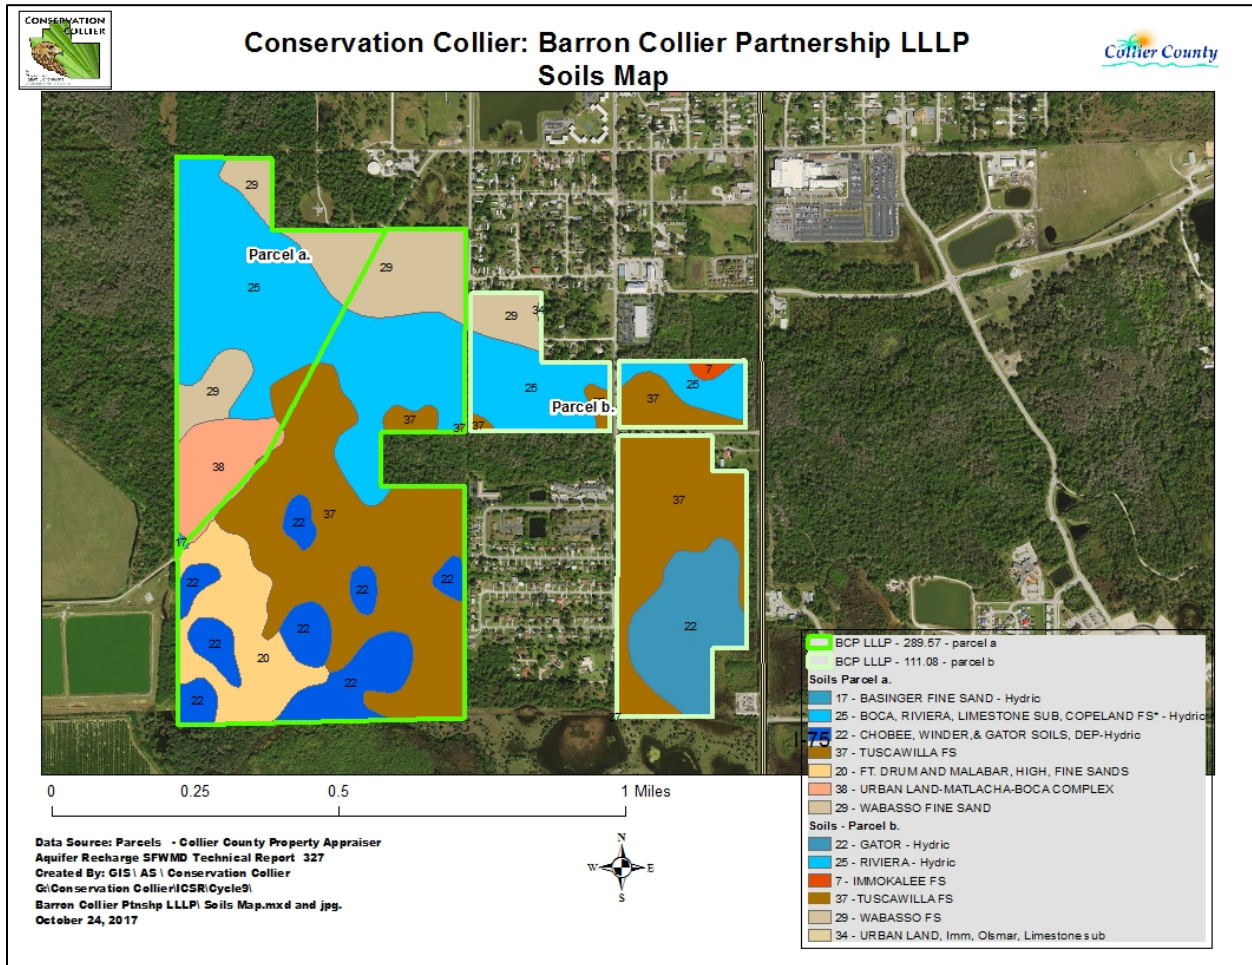 CONSERVATION
COLLIER
Conservation Collier: Barron Collier Partnership LLLP
Soils Map
Collier County
29
Parcel a.
29
25
29
34
7
25
29
25
37
37
Parcel b.
37
37
38
37
22
37
17
22
22
22
22
22
22
20
22
22
37
I-75
BCP LLLP - 289.57 - parcel a
BCP LLLP - 111.08 - parcel b
Soils Parcel a.
17 - BASINGER FINE SAND - Hydric
25 - BOCA, RIVIERA, LIMESTONE SUB, COPELAND FS* - Hydric
22 - CHOBEE, WINDER,& GATOR SOILS, DEP-Hydric
37 - TUSCAWILLA FS
20 - FT. DRUM AND MALABAR, HIGH, FINE SANDS
38 - URBAN LAND-MATLACHA-BOCA COMPLEX
29 - WABASSO FINE SAND
Soils - Parcel b.
22 - GATOR - Hydric
25 - RIVIERA - Hydric
7 - IMMOKALEE FS
37 -TUSCAWILLA FS
29 - WABASSO FS
34 - URBAN LAND, Imm, Olsmar, Limestone sub
0 0.25 0.5 1 Miles
Data Source: Parcels - Collier County Property Appraiser
Aquifer Recharge SFWMD Technical Report 327
Created By: GIS \ AS \ Conservation Collier
G:\Conservation Collier\ICSR\Cycle9\
Barron Collier Ptnshp LLLP\ Soils Map.mxd and jpg.
October 24, 2017
N
W E
S